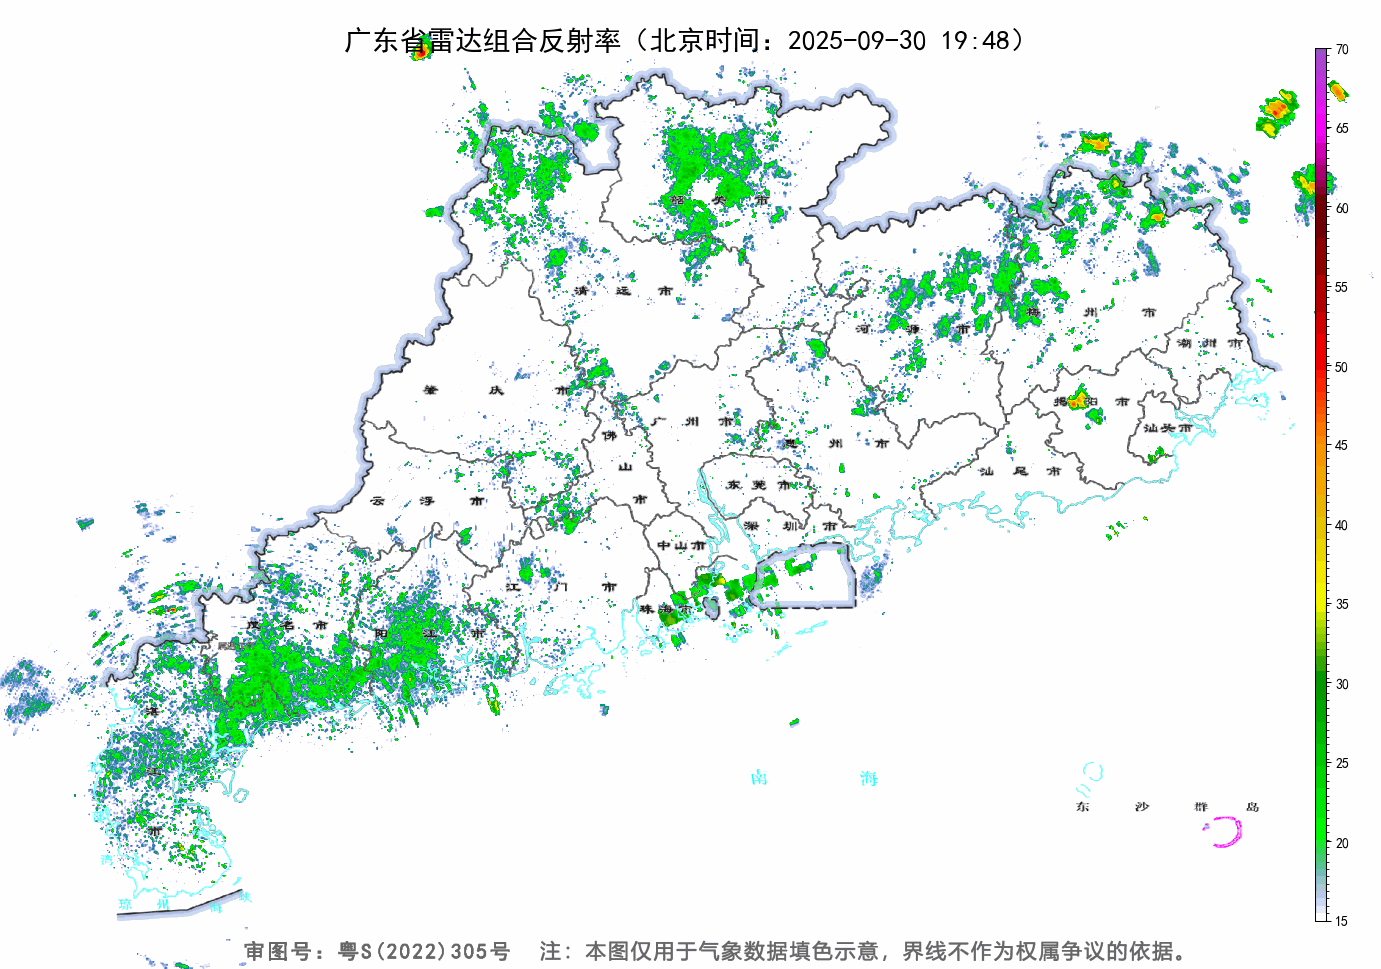 广东省雷达组合反射率（北京时间：2025-09-30 19:48）
70
65
60
55
50
45
40
35
30
25
20
15
韶 关 市
清 远 市
河 源 市
梅 州 市
潮 州 市
肇 庆 市
广 州 市
佛 山 市
惠 州 市
揭 阳 市
汕头市
汕 尾 市
东 莞 市
云 浮 市
深 圳 市
中山市
江 门 市
珠海市
茂 名 市
阳 江 市
湛 江 市
南 海
东 沙 群 岛
湾
琼 州 海 峡
审图号：粤S(2022)305号 注：本图仅用于气象数据填色示意，界线不作为权属争议的依据。